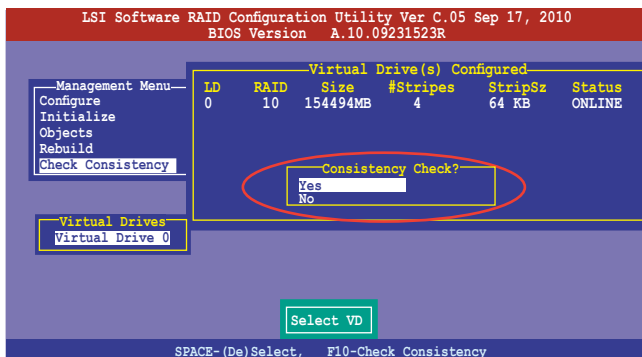 LSI Software RAID Configuration Utility Ver C.05 Sep 17, 2010
BIOS Version A.10.09231523R
Management Menu
Configure
Initialize
Objects
Rebuild
Check Consistency
Virtual Drive(s) Configured
LD RAID Size #Stripes StripSz Status
0 10 154494MB 4 64 KB ONLINE
Consistency Check?
Yes
No
Virtual Drives
Virtual Drive 0
Select VD
SPACE-(De)Select, F10-Check Consistency